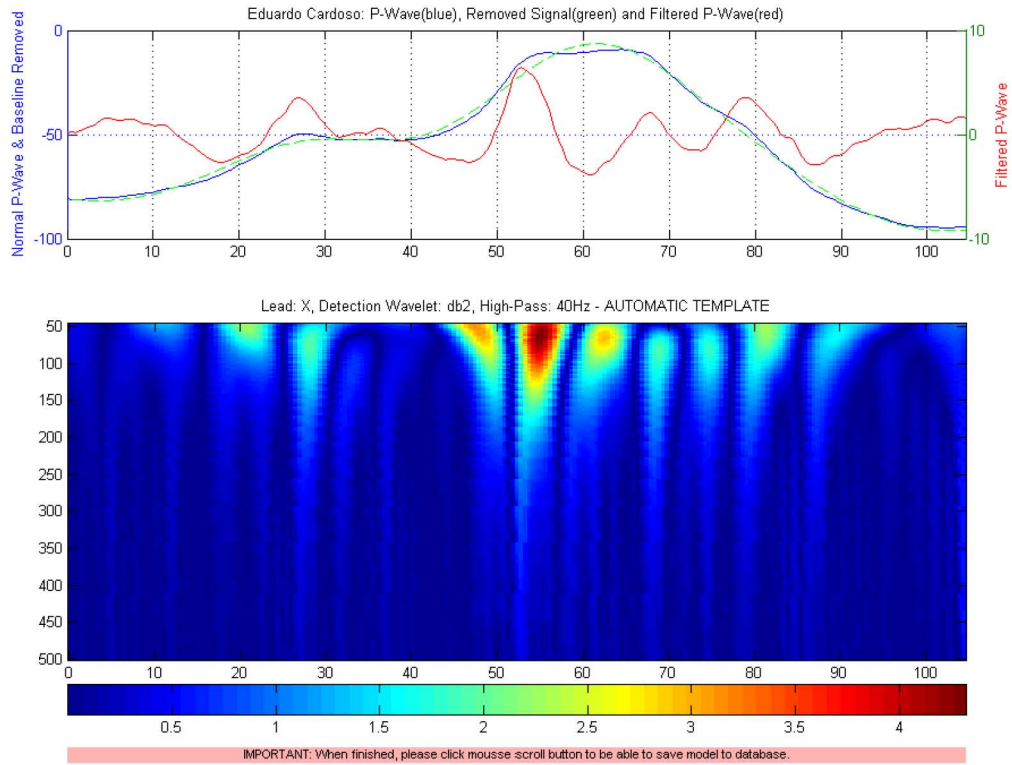 Eduardo Cardoso: P-Wave(blue), Removed Signal(green) and Filtered P-Wave(red)
Normal P-Wave & Baseline Removed
0
-50
-100
10
0
-10
Filtered P-Wave
0 10 20 30 40 50 60 70 80 90 100
Lead: X, Detection Wavelet: db2, High-Pass: 40Hz - AUTOMATIC TEMPLATE
50
100
150
200
250
300
350
400
450
500
0 10 20 30 40 50 60 70 80 90 100
0.5 1 1.5 2 2.5 3 3.5 4
IMPORTANT: When finished, please click mousse scroll button to be able to save model to database.